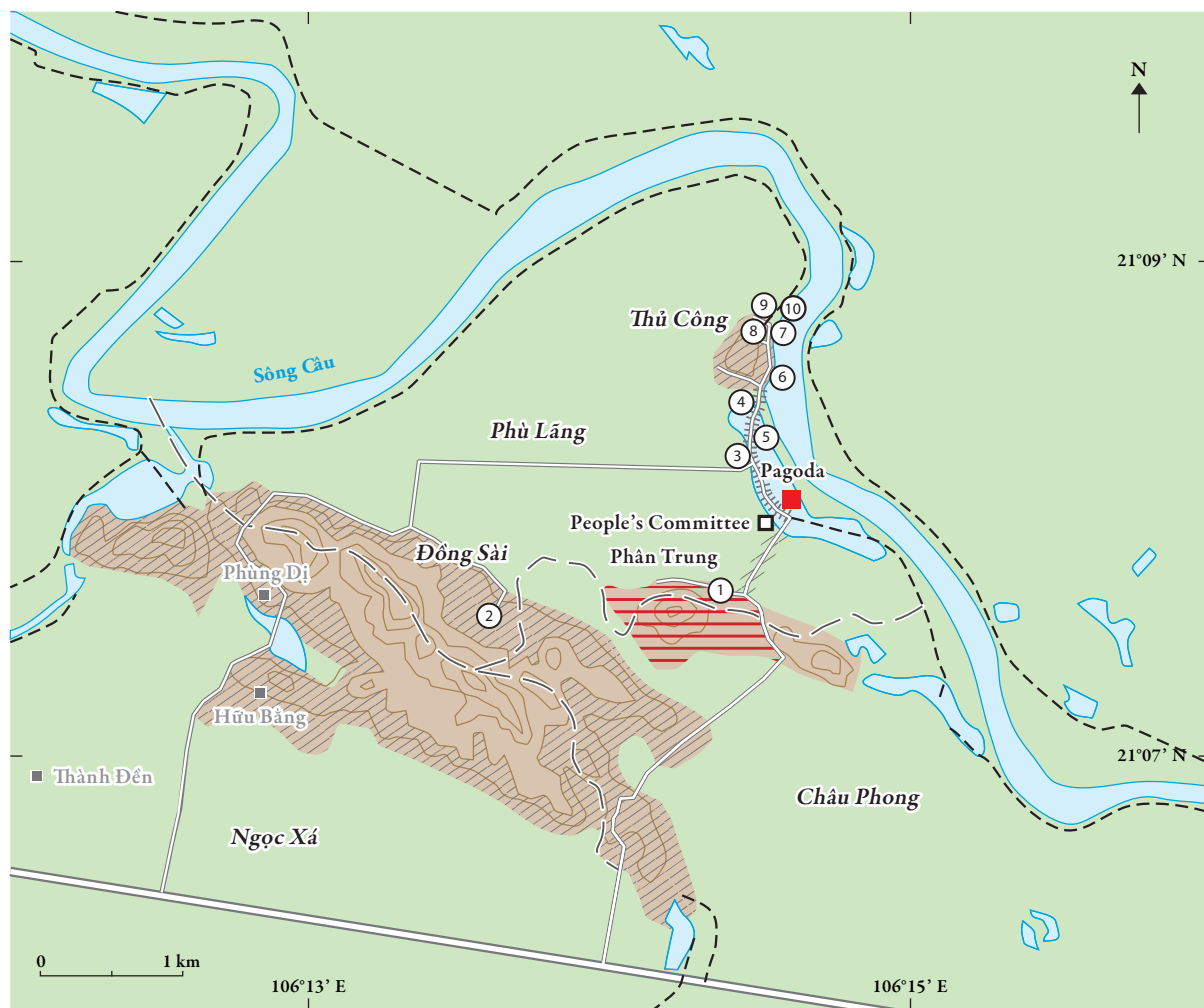 N
21°09’ N
9
10
Thủ Công
8
7
Sông Cầu
6
4
Phù Lãng
5
3
Pagoda
People's Committee
Đồng Sài
Phân Trung
Phùng Dị
1
2
Hữu Bằng
21°07’ N
Thành Đền
Châu Phong
Ngọc Xá
0
1 km
106°13’ E
106°15’ E